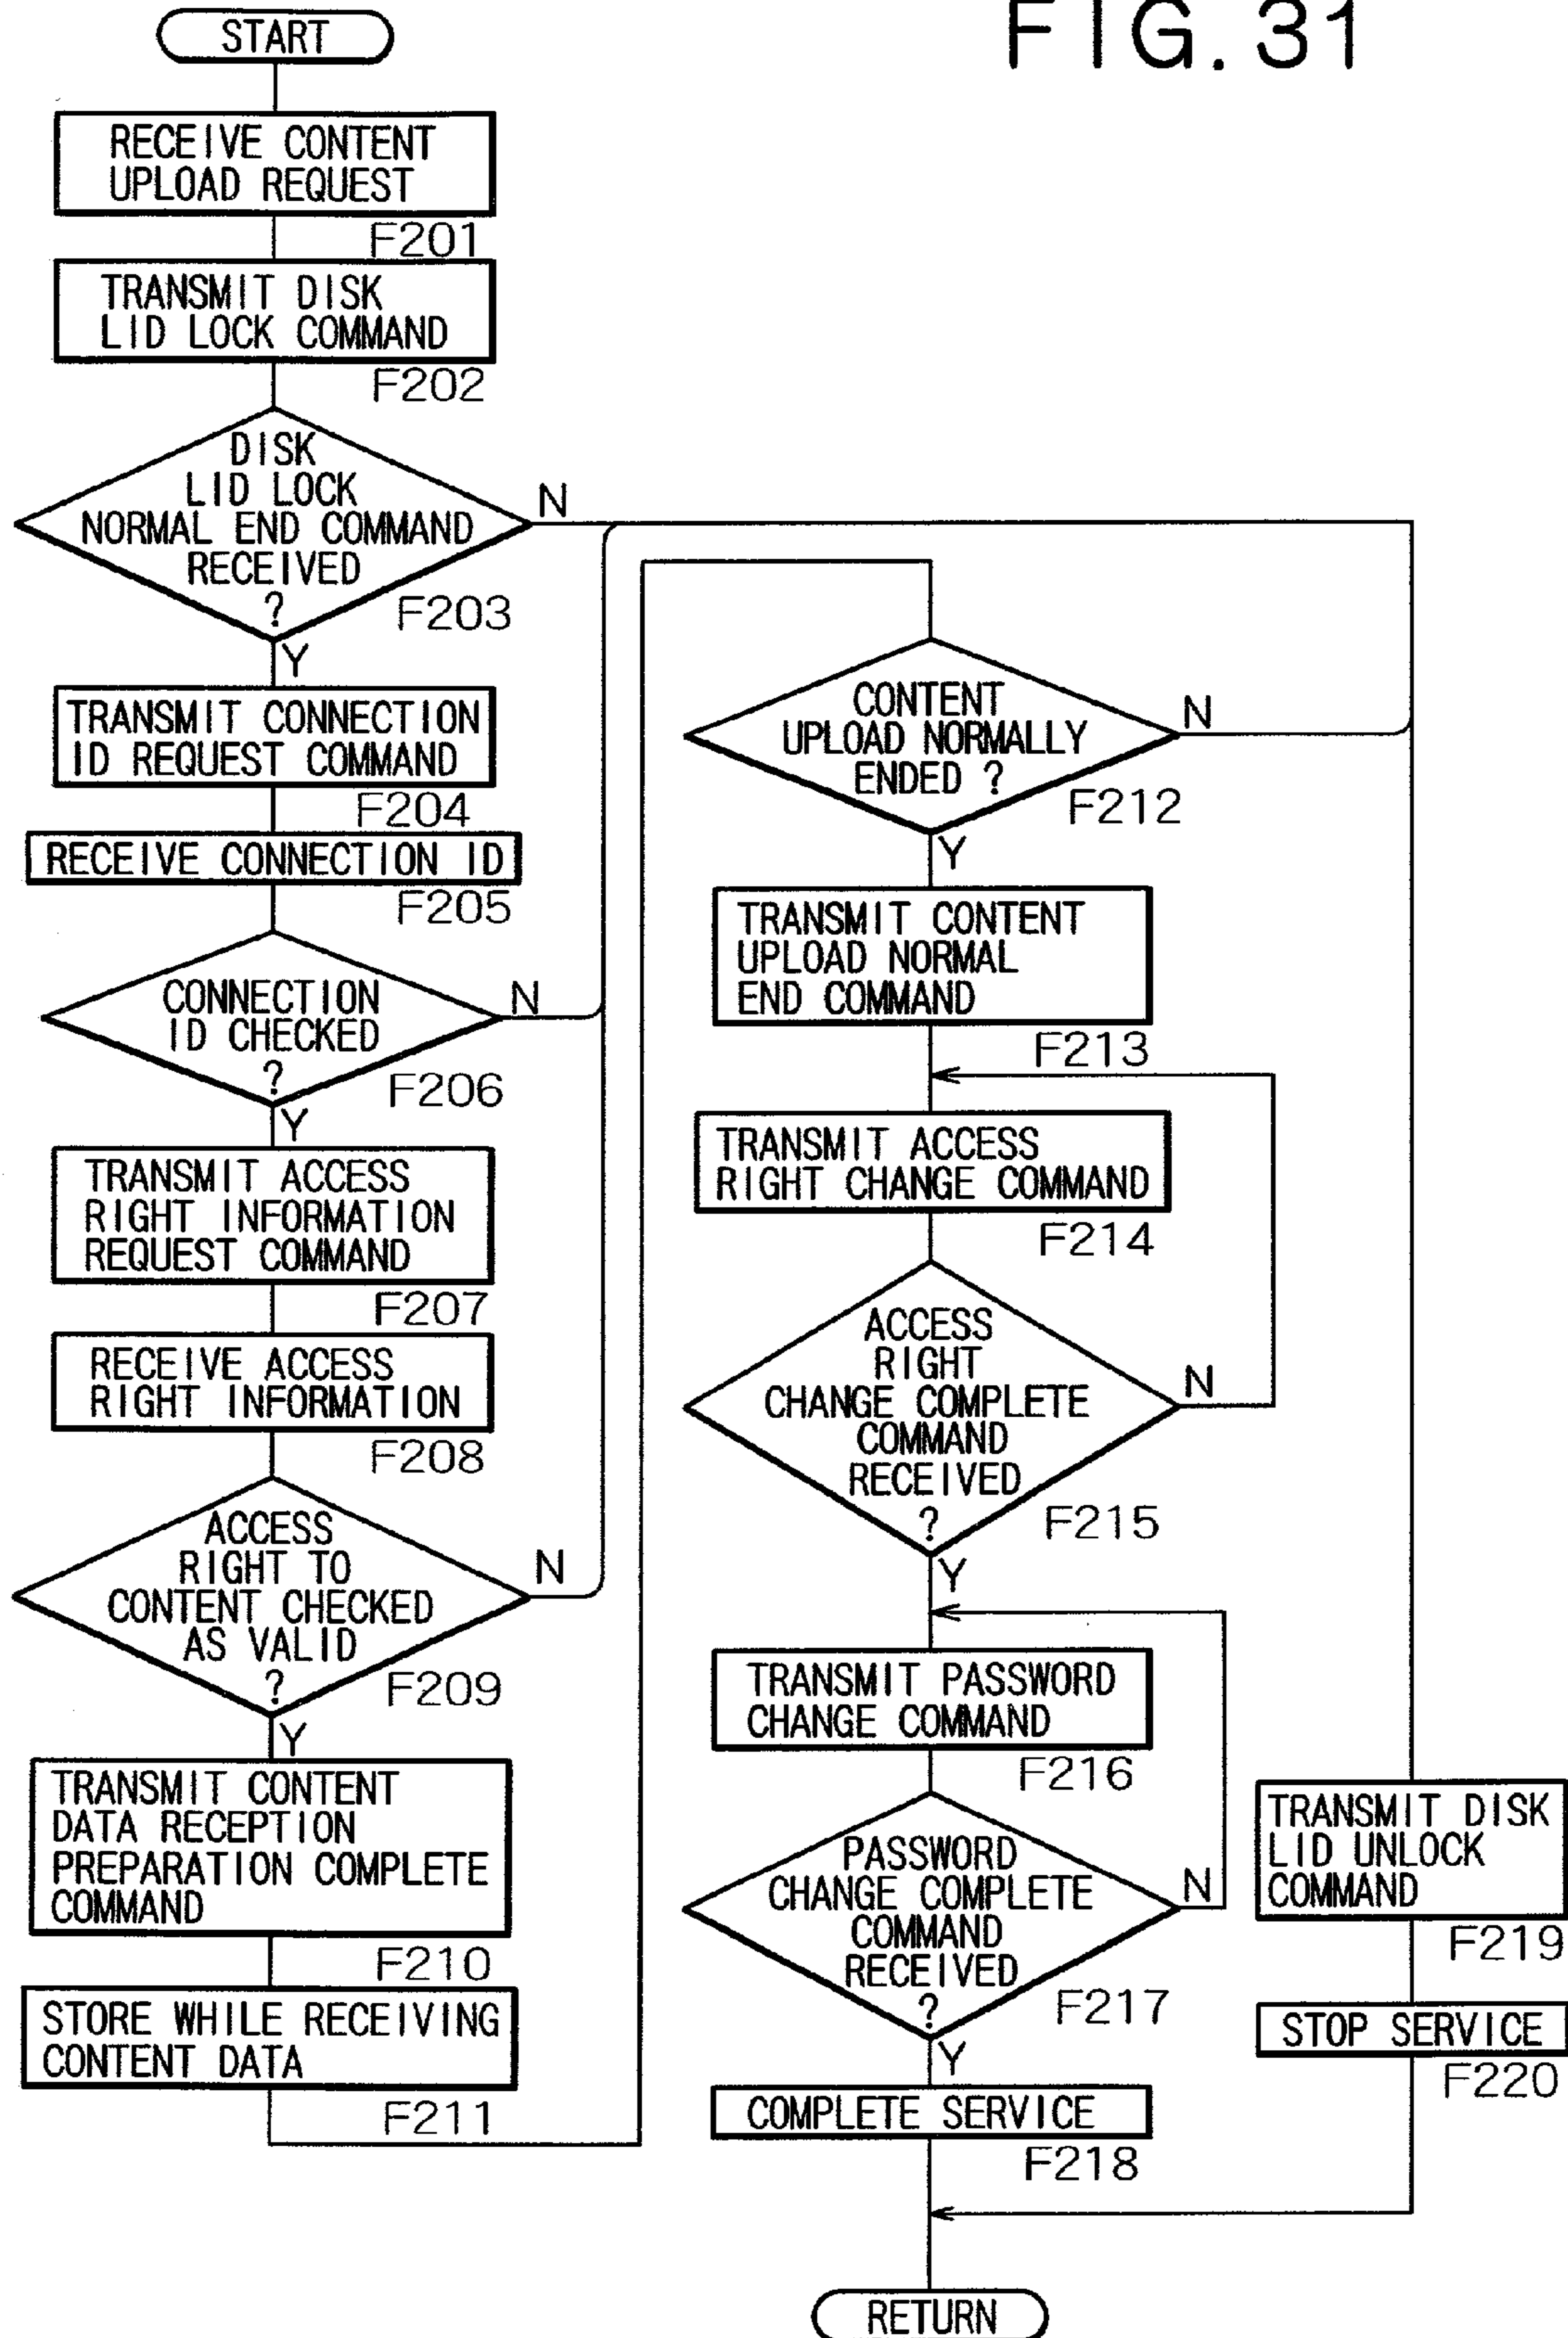 FIG.31
START
RECEIVE CONTENT
UPLOAD REQUEST
F201
TRANSMIT DISK
LID LOCK COMMAND
F202
DISK
LID LOCK
NORMAL END COMMAND
RECEIVED
?
N
F203
Y
TRANSMIT CONNECTION
ID REQUEST COMMAND
F204
RECEIVE CONNECTION ID
F205
CONNECTION
ID CHECKED
?
N
F206
Y
TRANSMIT ACCESS
RIGHT INFORMATION
REQUEST COMMAND
F207
RECEIVE ACCESS
RIGHT INFORMATION
F208
ACCESS
RIGHT TO
CONTENT CHECKED
AS VALID
?
N
F209
Y
TRANSMIT CONTENT
DATA RECEPTION
PREPARATION COMPLETE
COMMAND
F210
STORE WHILE RECEIVING
CONTENT DATA
F211
CONTENT
UPLOAD NORMALLY
ENDED ?
N
F212
Y
TRANSMIT CONTENT
UPLOAD NORMAL
END COMMAND
F213
TRANSMIT ACCESS
RIGHT CHANGE COMMAND
F214
ACCESS
RIGHT
CHANGE COMPLETE
COMMAND
RECEIVED
?
N
F215
Y
TRANSMIT PASSWORD
CHANGE COMMAND
F216
PASSWORD
CHANGE COMPLETE
COMMAND
RECEIVED
?
N
F217
Y
COMPLETE SERVICE
F218
TRANSMIT DISK
LID UNLOCK
COMMAND
F219
STOP SERVICE
F220
RETURN